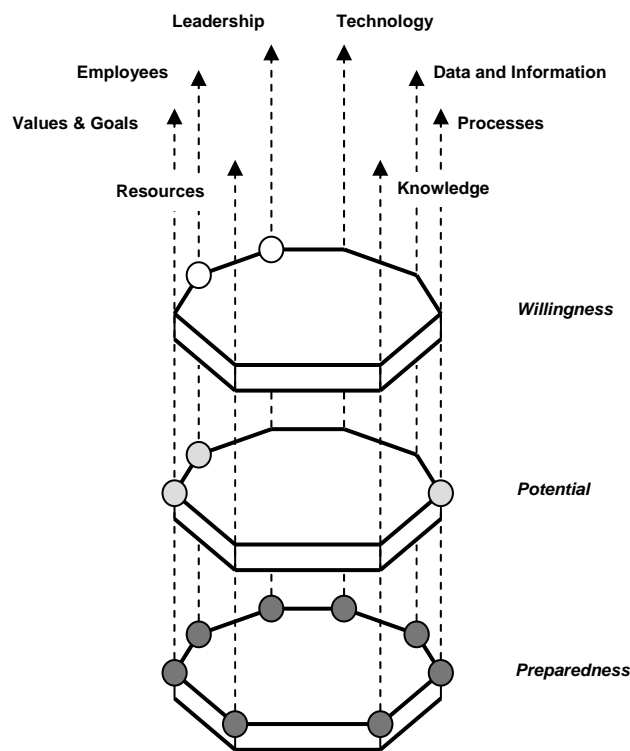 Leadership
Technology
Employees
Data and Information
Values & Goals
Processes
Resources
Knowledge
Willingness
Potential
Preparedness